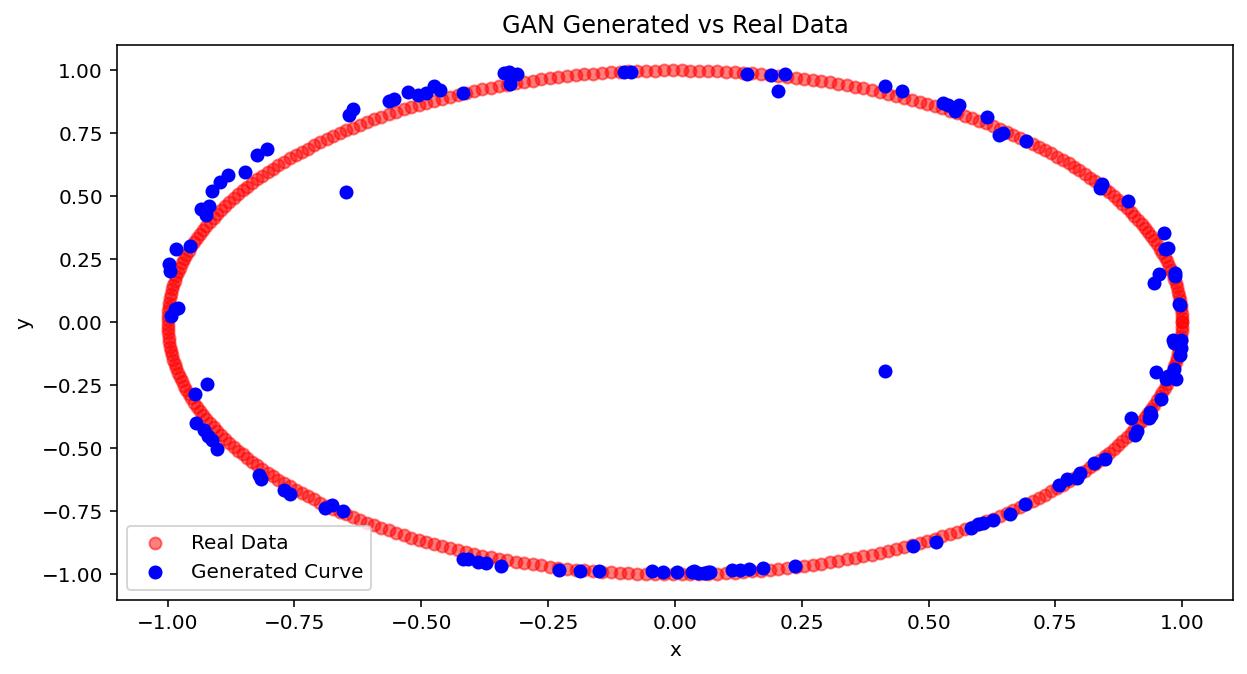 GAN Generated vs Real Data
y
1.00
0.75
0.50
0.25
0.00
−0.25
−0.50
−0.75
−1.00
Real Data
Generated Curve
−1.00 −0.75 −0.50 −0.25 0.00 0.25 0.50 0.75 1.00
x